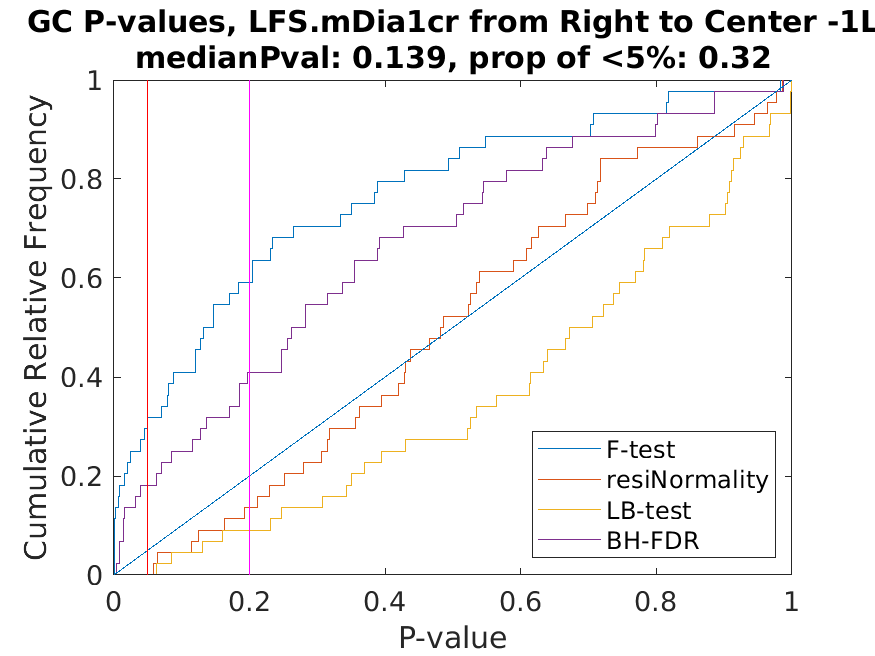 GC P-values, LFS.mDia1cr from Right to Center -1L
medianPval: 0.139, prop of <5%: 0.32
Cumulative Relative Frequency
1
0.8
0.6
0.4
0.2
0
0 0.2 0.4 0.6 0.8 1
P-value
F-test
resiNormality
LB-test
BH-FDR